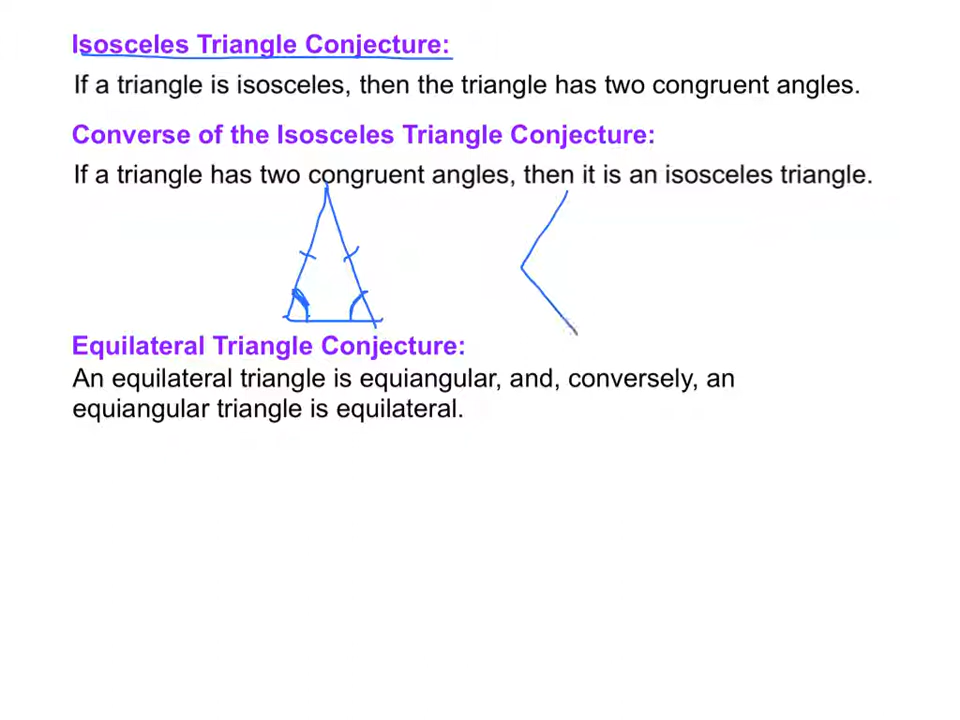 Isosceles Triangle Conjecture:
If a triangle is isosceles, then the triangle has two congruent angles.
Converse of the Isosceles Triangle Conjecture:
If a triangle has two congruent angles, then it is an isosceles triangle.
Equilateral Triangle Conjecture:
An equilateral triangle is equiangular, and, conversely, an
equiangular triangle is equilateral.